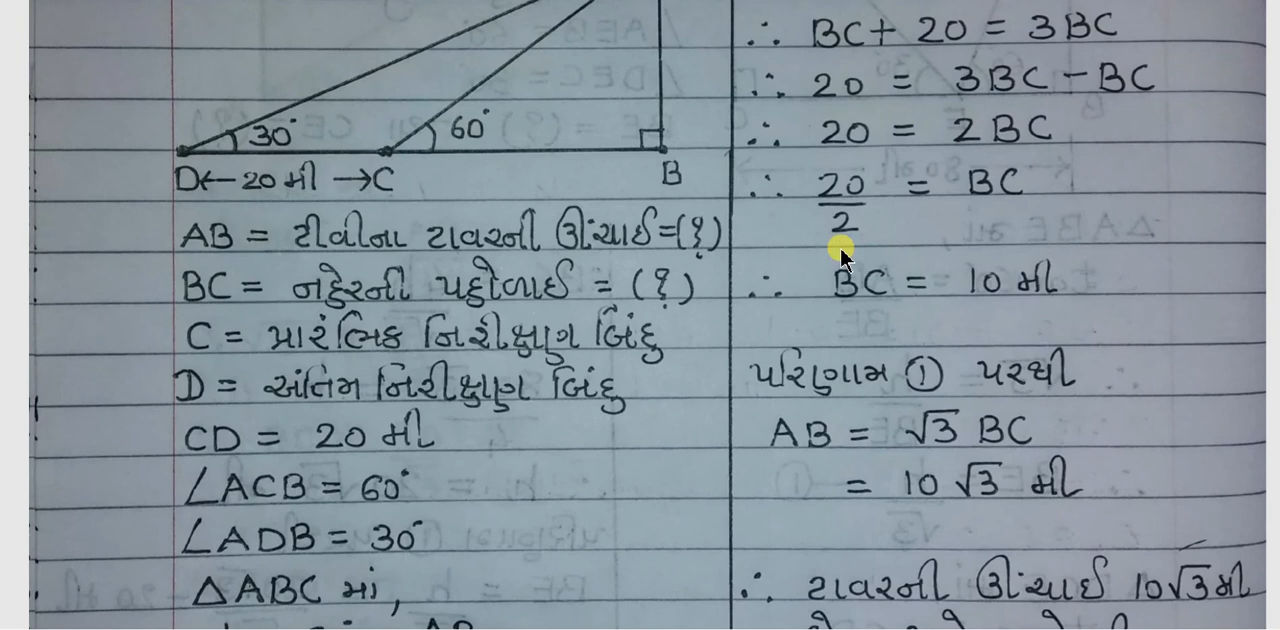 30° 60°
D ← 20 મી → C B
AB = ટીવીના ટાવરની ઊંચાઈ = (?)
BC = નહેરની પહોળાઈ = (?)
C = પ્રારંભિક નિરીક્ષણ બિંદુ
D = અંતિમ નિરીક્ષણ બિંદુ
CD = 20 મી
∠ACB = 60°
∠ADB = 30°
△ABC માં,
∴ BC + 20 = 3BC
∴ 20 = 3BC − BC
∴ 20 = 2BC
∴ 20/2 = BC
∴ BC = 10 મી
પરિણામ ① પરથી
AB = √3 BC
= 10√3 મી
∴ ટાવરની ઊંચાઈ 10√3 મી